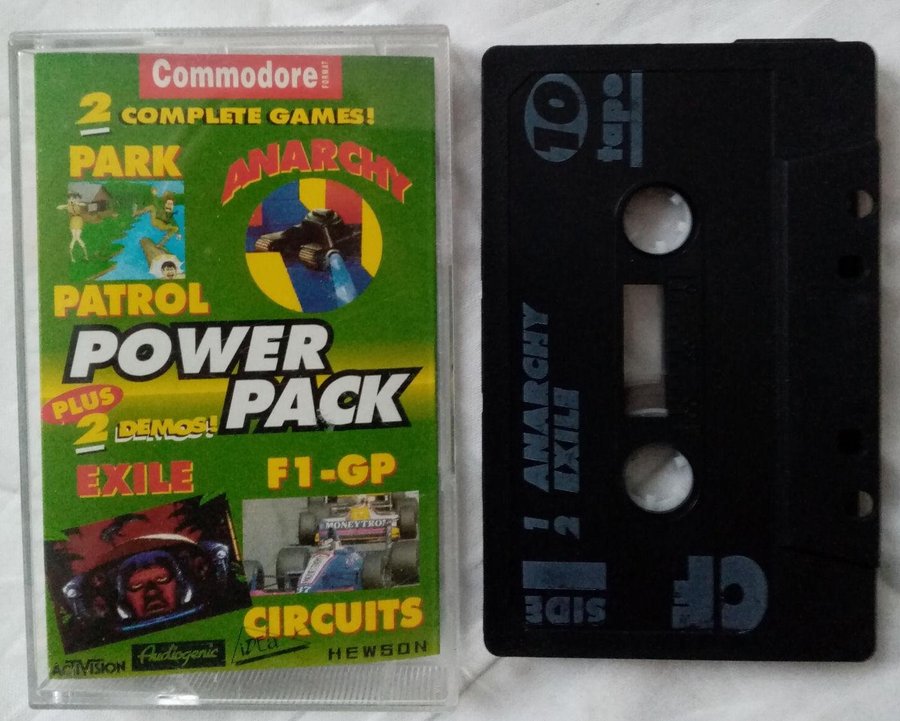 Commodore FORMAT
2 COMPLETE GAMES!
PARK
PATROL
ANARCHY
POWER
PACK
PLUS
2 DEMOS!
EXILE
F1-GP
MONEYTRON
CIRCUITS
ACTIVISION
Audiogenic
IDEA
HEWSON
10
tape
1 ANARCHY
2 EXILE
SIDE 1
CF